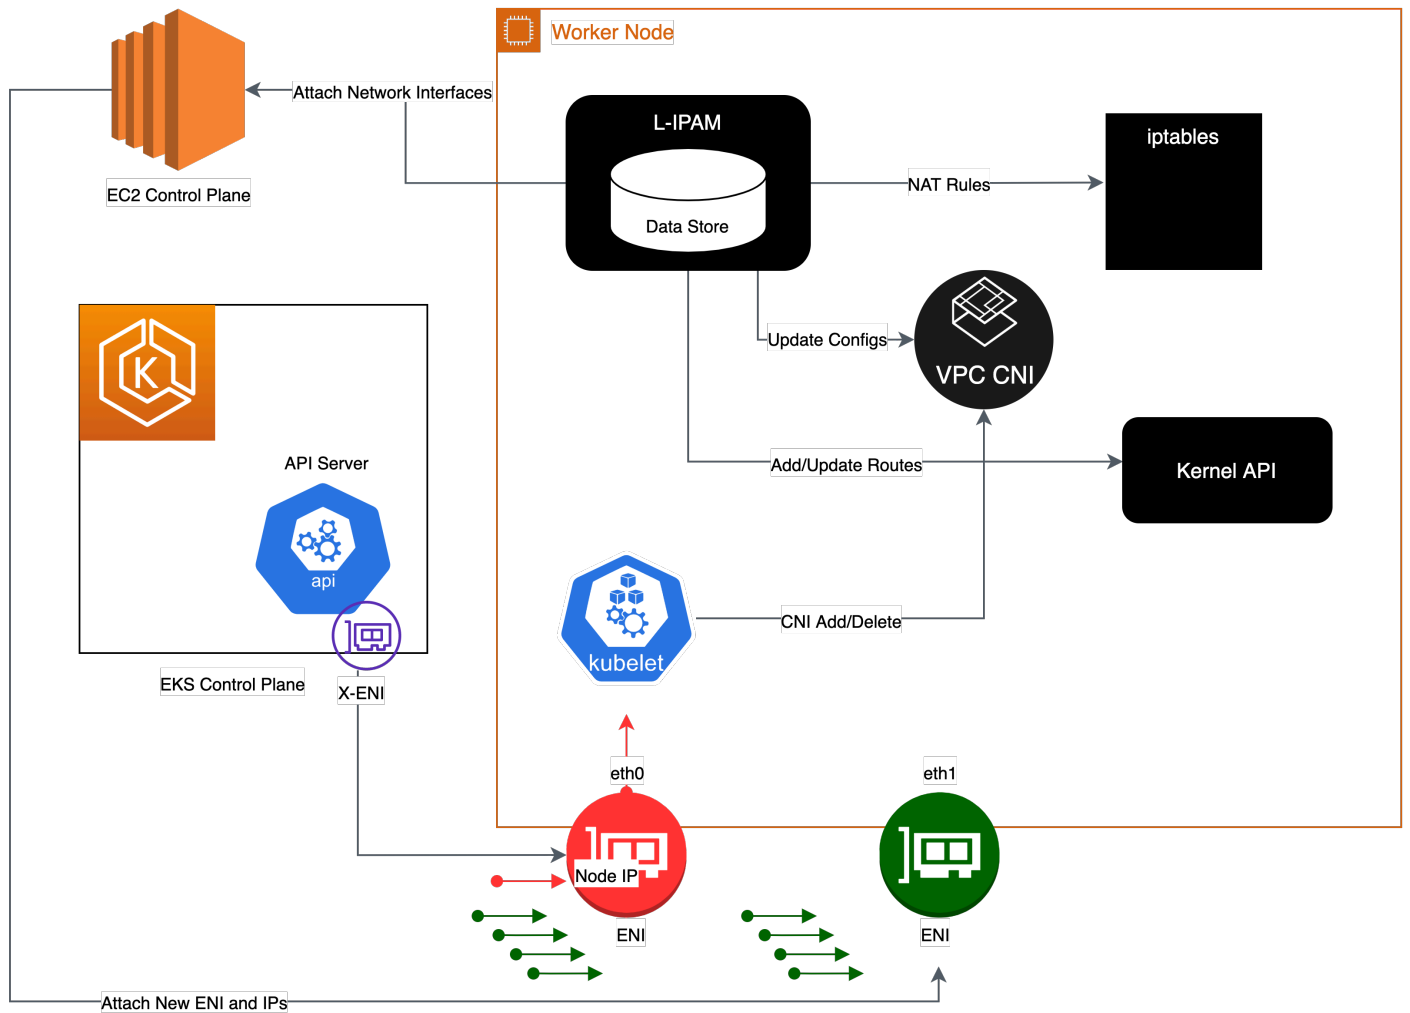 Worker Node
Attach Network Interfaces
L-IPAM
iptables
EC2 Control Plane
NAT Rules
Data Store
Update Configs
VPC CNI
K
API Server
Add/Update Routes
Kernel API
api
CNI Add/Delete
kubelet
EKS Control Plane
X-ENI
eth0
eth1
Node IP
ENI
ENI
Attach New ENI and IPs